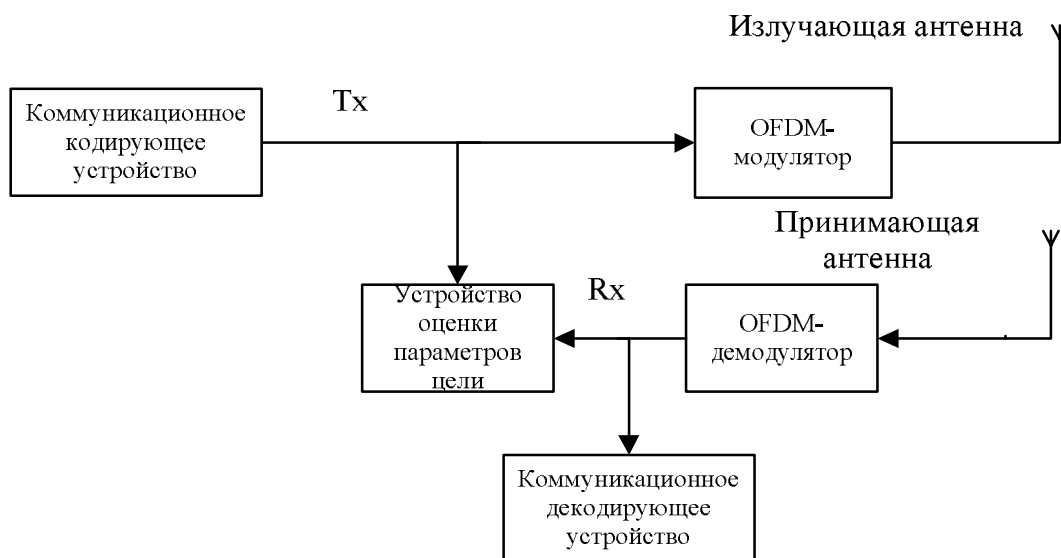 Излучающая антенна
Tx
Коммуникационное
кодирующее
устройство
OFDM-
модулятор
Принимающая
антенна
Устройство
оценки
параметров
цели
Rx
OFDM-
демодулятор
Коммуникационное
декодирующее
устройство